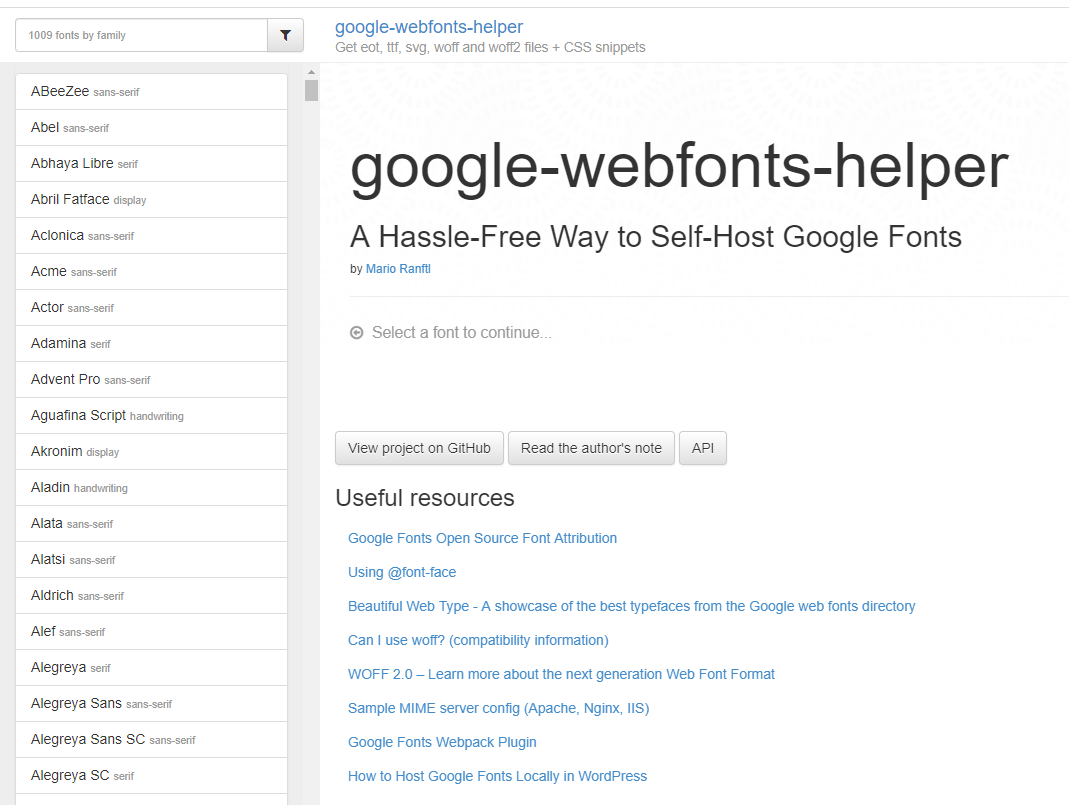 1009 fonts by family
google-webfonts-helper
Get eot, ttf, svg, woff and woff2 files + CSS snippets
ABeeZee sans-serif
Abel sans-serif
Abhaya Libre serif
Abril Fatface display
Aclonica sans-serif
Acme sans-serif
Actor sans-serif
Adamina serif
Advent Pro sans-serif
Aguafina Script handwriting
Akronim display
Aladin handwriting
Alata sans-serif
Alatsi sans-serif
Aldrich sans-serif
Alef sans-serif
Alegreya serif
Alegreya Sans sans-serif
Alegreya Sans SC sans-serif
Alegreya SC serif
google-webfonts-helper
A Hassle-Free Way to Self-Host Google Fonts
by Mario Ranftl
Select a font to continue...
View project on GitHub
Read the author's note
API
Useful resources
Google Fonts Open Source Font Attribution
Using @font-face
Beautiful Web Type - A showcase of the best typefaces from the Google web fonts directory
Can I use woff? (compatibility information)
WOFF 2.0 – Learn more about the next generation Web Font Format
Sample MIME server config (Apache, Nginx, IIS)
Google Fonts Webpack Plugin
How to Host Google Fonts Locally in WordPress